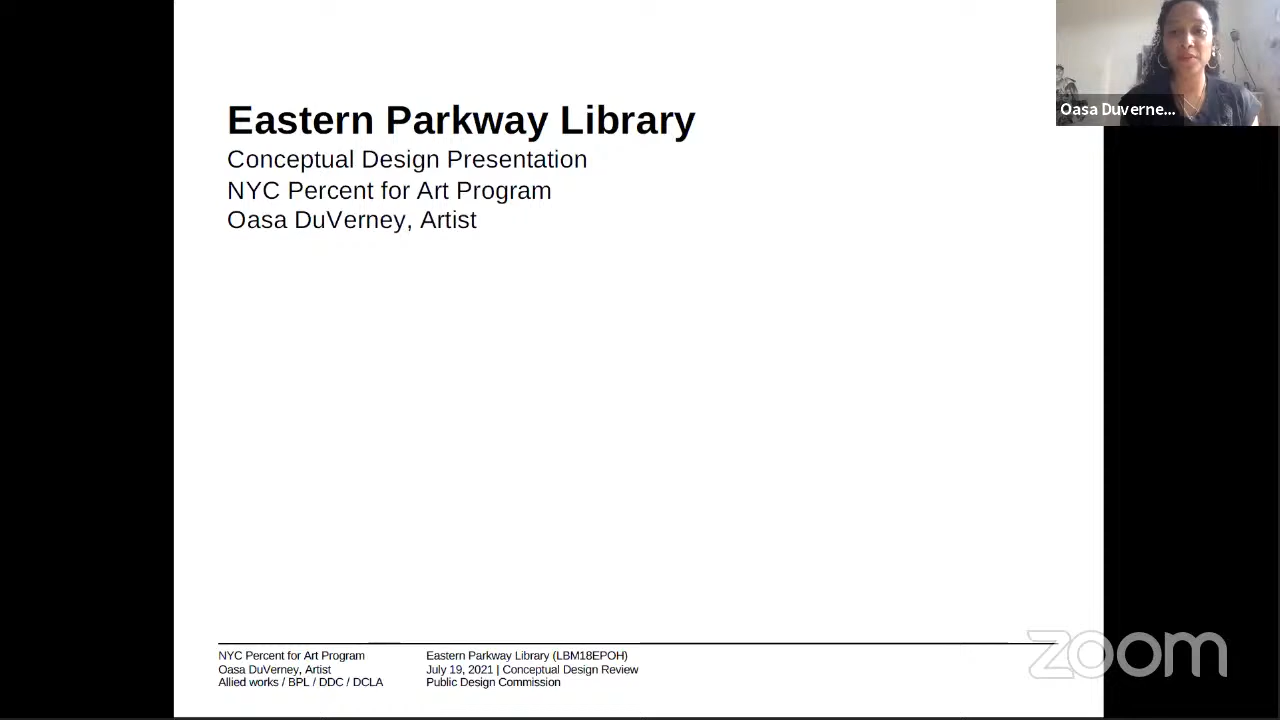 Eastern Parkway Library
Conceptual Design Presentation
NYC Percent for Art Program
Oasa DuVerney, Artist
Oasa Duverne...
NYC Percent for Art Program
Oasa DuVerney, Artist
Allied works / BPL / DDC / DCLA
Eastern Parkway Library (LBM18EPOH)
July 19, 2021 | Conceptual Design Review
Public Design Commission
zoom